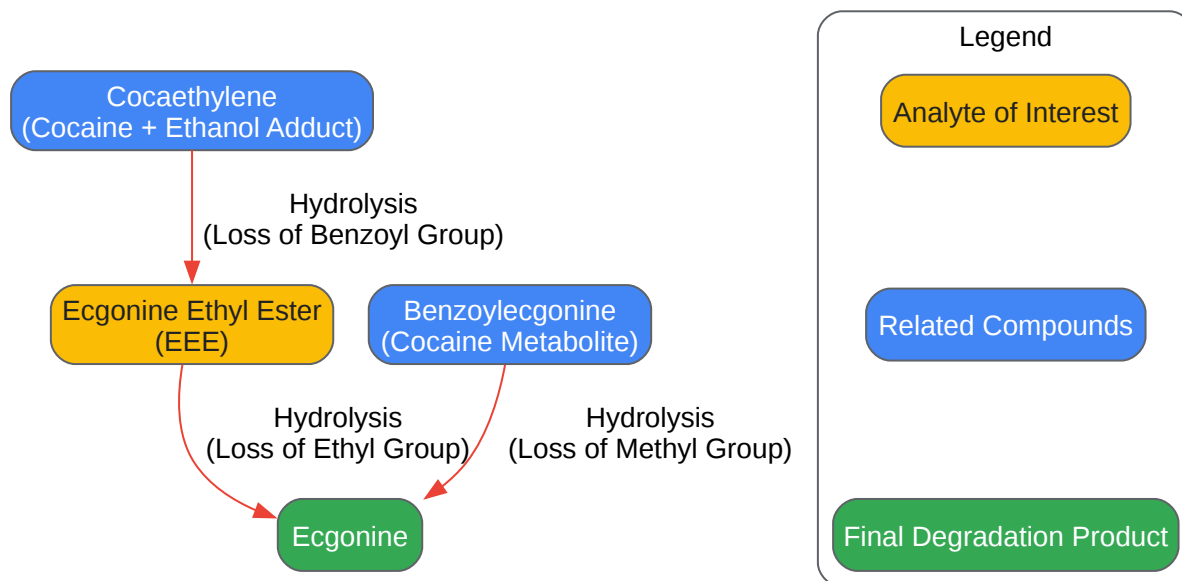 Cocaethylene
(Cocaine + Ethanol Adduct)
Hydrolysis
(Loss of Benzoyl Group)
Ecgonine Ethyl Ester
(EEE)
Benzoylecgonine
(Cocaine Metabolite)
Hydrolysis
(Loss of Ethyl Group)
Hydrolysis
(Loss of Methyl Group)
Ecgonine
Legend
Analyte of Interest
Related Compounds
Final Degradation Product